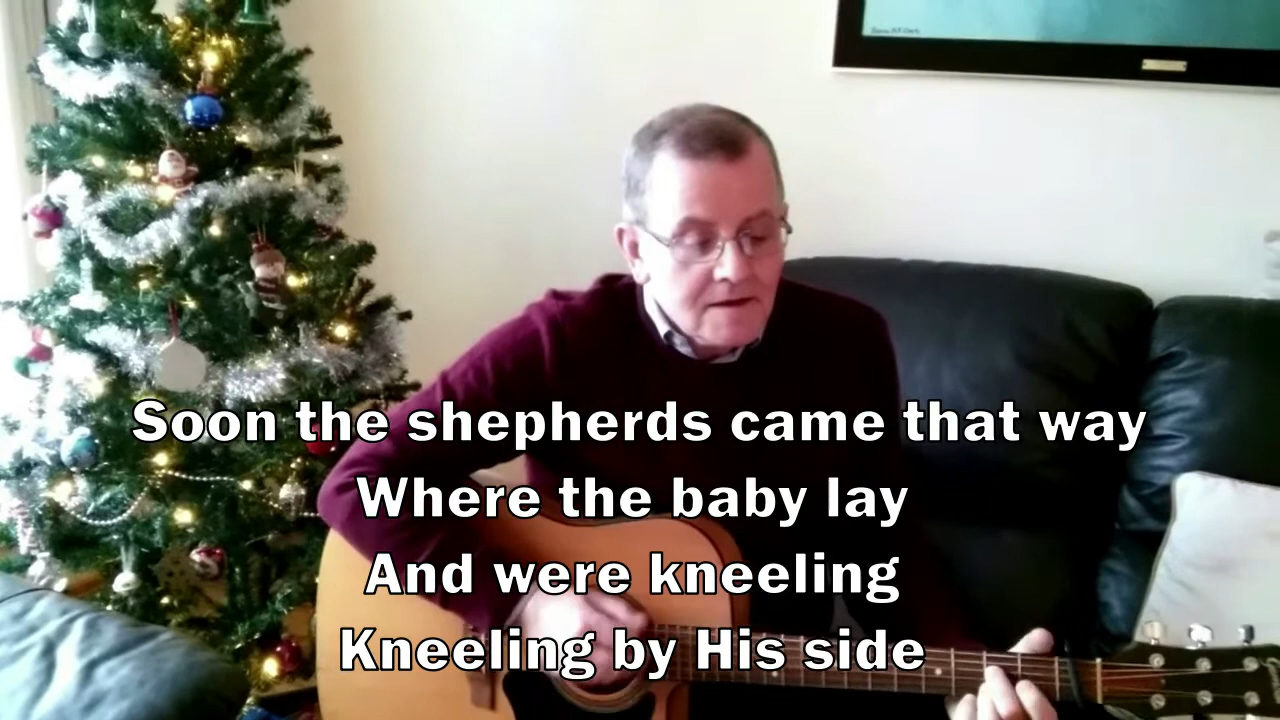 Soon the shepherds came that way
Where the baby lay
And were kneeling
Kneeling by His side